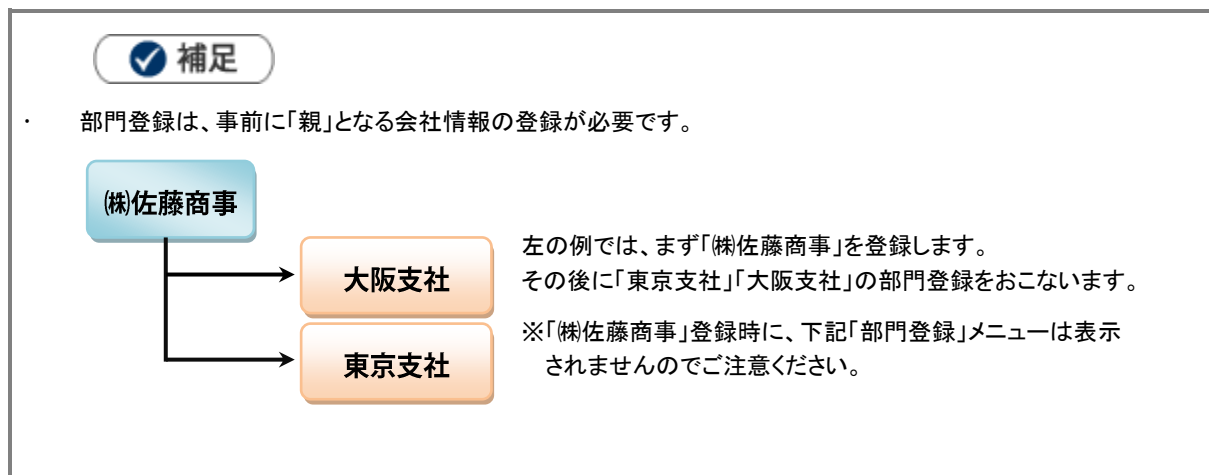 補足
・ 部門登録は、事前に「親」となる会社情報の登録が必要です。
㈱佐藤商事
大阪支社
東京支社
左の例では、まず「㈱佐藤商事」を登録します。
その後に「東京支社」「大阪支社」の部門登録をおこないます。
※「㈱佐藤商事」登録時に、下記「部門登録」メニューは表示
されませんのでご注意ください。